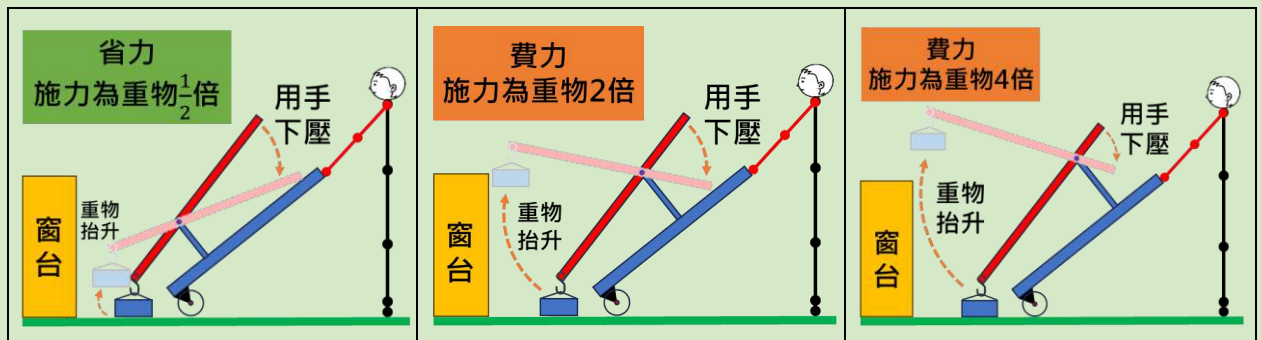 省力
施力為重物1/2倍
用手
下壓
重物
抬升
窗
台
費力
施力為重物2倍
用手
下壓
重物
抬升
窗
台
費力
施力為重物4倍
用手
下壓
重物
抬升
窗
台